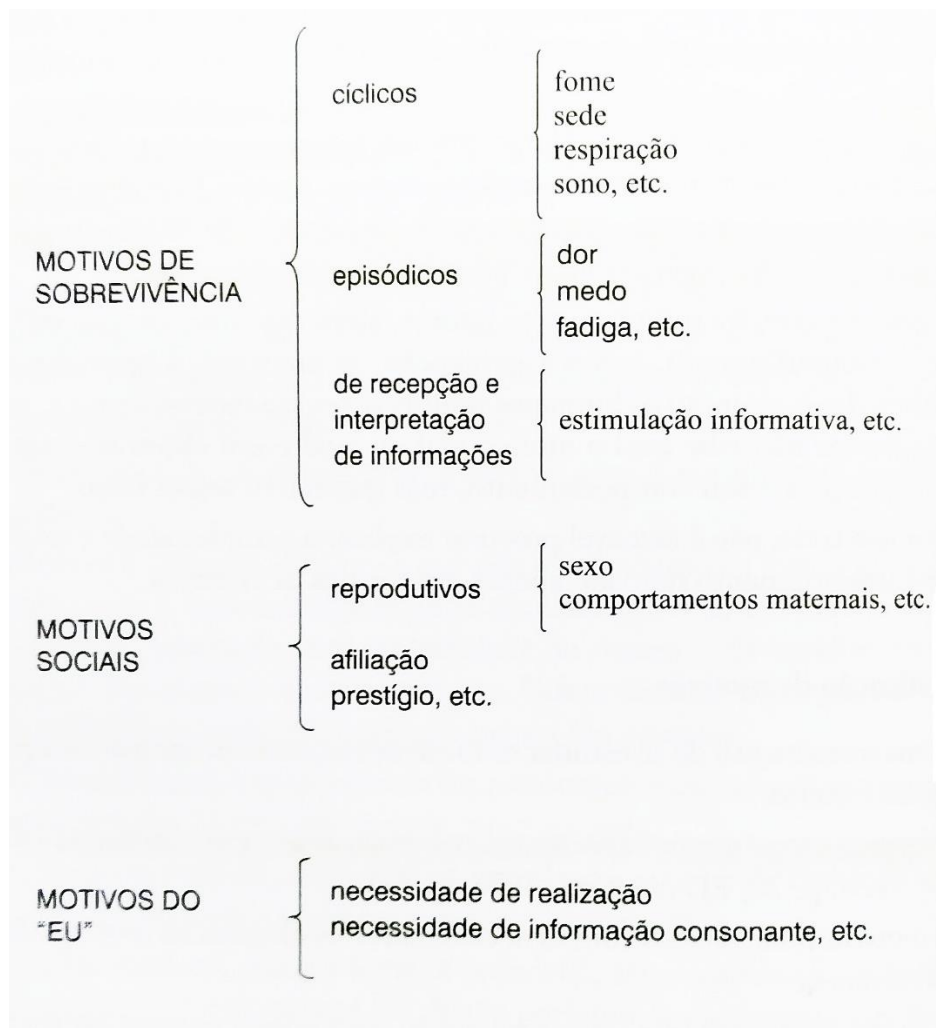 cíclicos
fome
sede
respiração
sono, etc.
MOTIVOS DE
SOBREVIVÊNCIA
episódicos
dor
medo
fadiga, etc.
de recepção e
interpretação
de informações
estimulação informativa, etc.
MOTIVOS
SOCIAIS
reprodutivos
sexo
comportamentos maternais, etc.
afiliação
prestígio, etc.
MOTIVOS DO
"EU"
necessidade de realização
necessidade de informação consonante, etc.